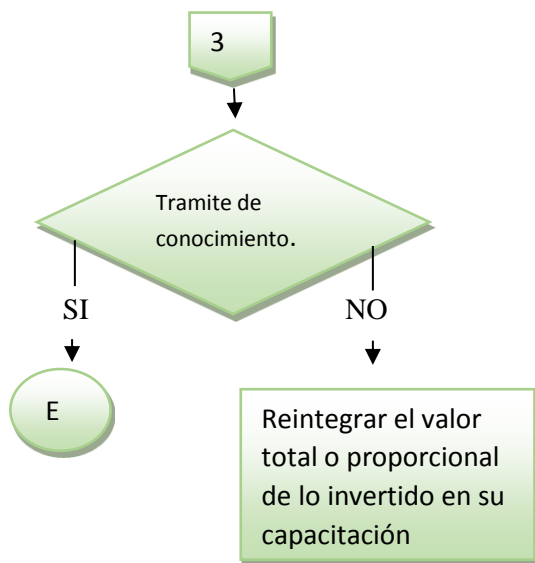 3
Tramite de
conocimiento.
SI
NO
E
Reintegrar el valor
total o proporcional
de lo invertido en su
capacitación